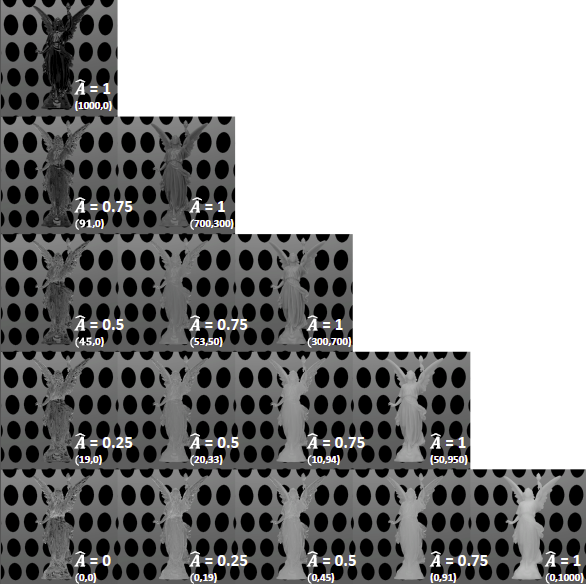 Â = 1
(1000,0)
Â = 0.75
(91,0)
Â = 1
(700,300)
Â = 0.5
(45,0)
Â = 0.75
(53,50)
Â = 1
(300,700)
Â = 0.25
(19,0)
Â = 0.5
(20,33)
Â = 0.75
(10,94)
Â = 1
(50,950)
Â = 0
(0,0)
Â = 0.25
(0,19)
Â = 0.5
(0,45)
Â = 0.75
(0,91)
Â = 1
(0,1000)